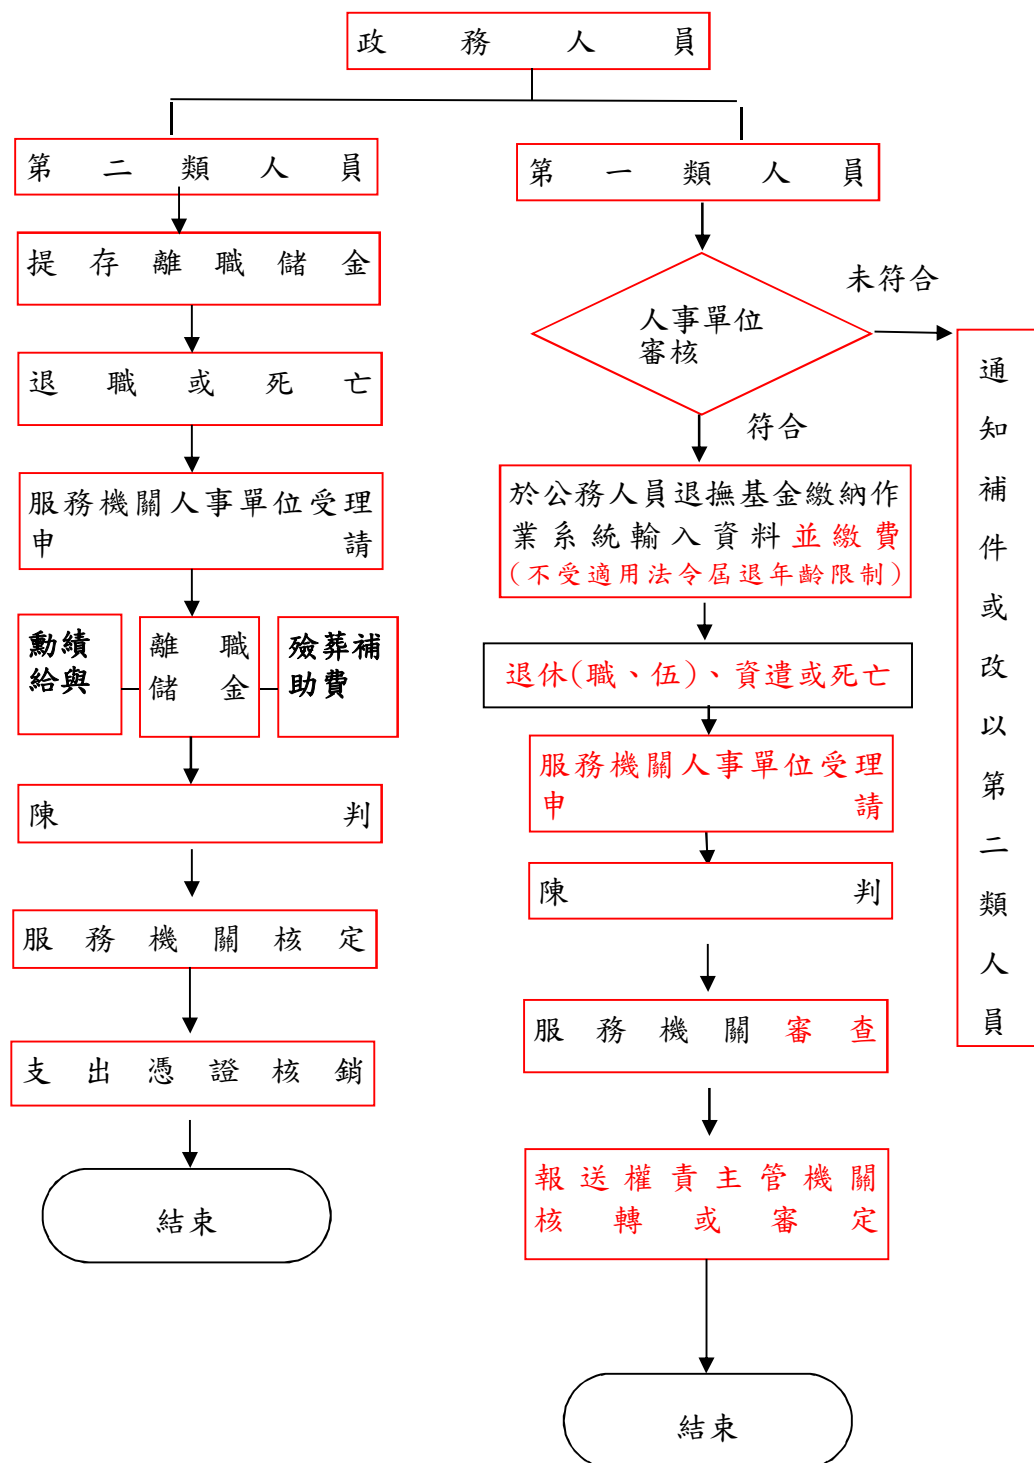 政務人員
第二類人員
提存離職儲金
退職或死亡
服務機關人事單位受理
申請
勳績
給與
離職
儲金
殮葬補
助費
陳判
服務機關核定
支出憑證核銷
結束
第一類人員
人事單位
審核
未符合
符合
通知補件或改以第二類人員
於公務人員退撫基金繳納作
業系統輸入資料並繳費
(不受適用法令屆退年齡限制)
退休(職、伍)、資遣或死亡
服務機關人事單位受理
申請
陳判
服務機關審查
報送權責主管機關
核轉或審定
結束